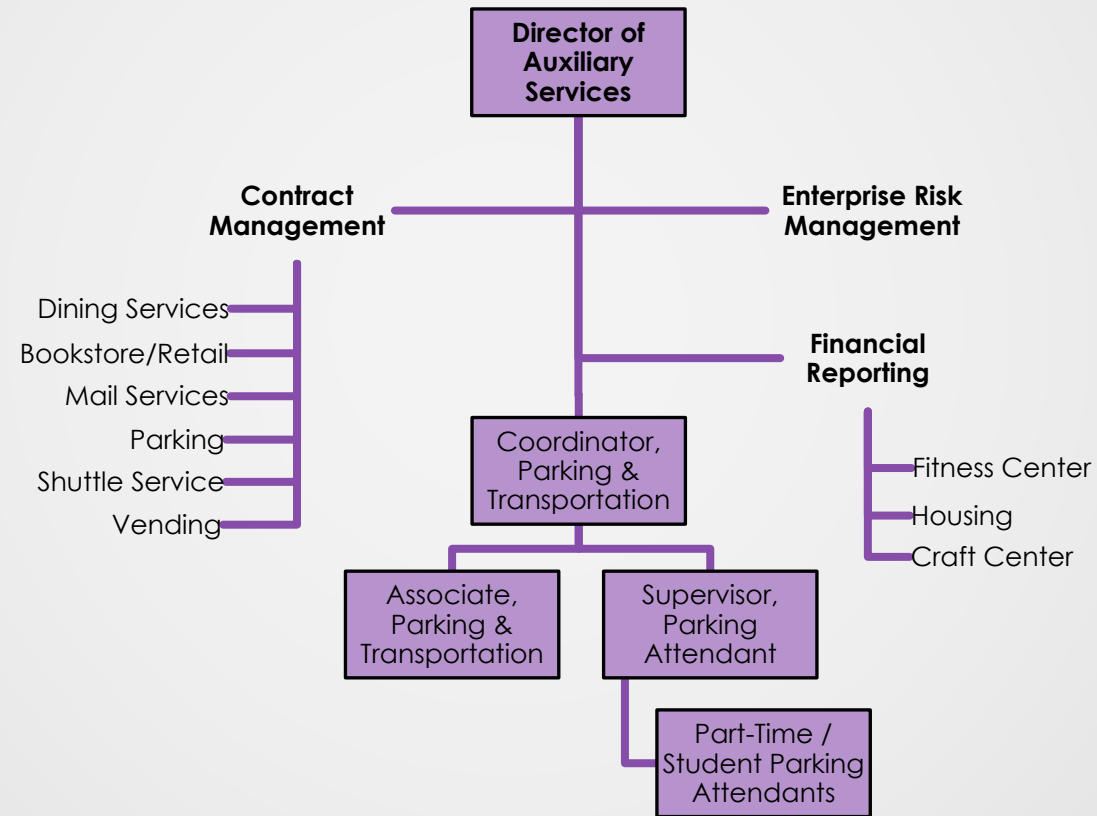 Director of
Auxiliary
Services
Contract
Management
Enterprise Risk
Management
Dining Services
Bookstore/Retail
Mail Services
Parking
Shuttle Service
Vending
Financial
Reporting
Fitness Center
Housing
Craft Center
Coordinator,
Parking &
Transportation
Associate,
Parking &
Transportation
Supervisor,
Parking
Attendant
Part-Time /
Student Parking
Attendants